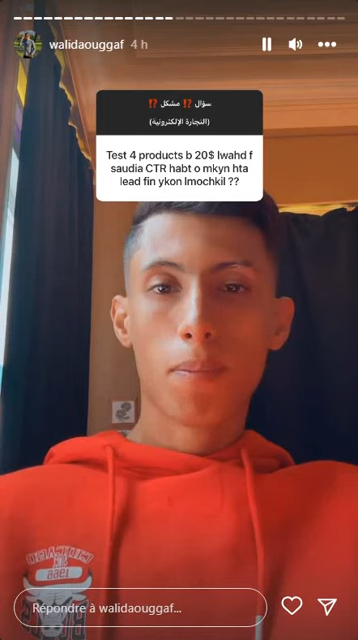 walidaouggaf 4 h
سؤال ⁉️ مشكل ⁉️
(التجارة الإلكترونية)
Test 4 products b 20$ lwahd f
saudia CTR habt o mkyn hta
lead fin ykon lmochkil ??
1966
Répondre à walidaouggaf...